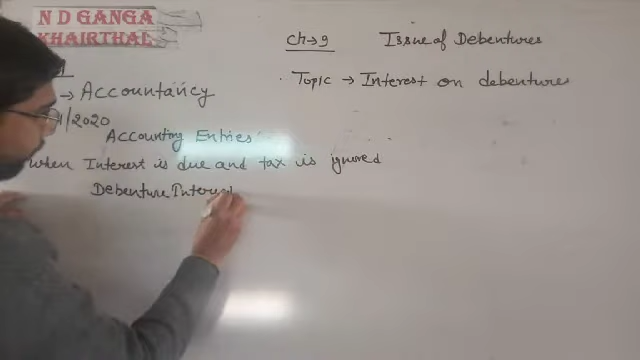 N D GANGA
KHAIRTHAL
Ch → 9 Issue of Debentures
Topic → Interest on debentures
→ Accountancy
/2020
Accounting Entries
when Interest is due and tax is ignored
Debenture Interest